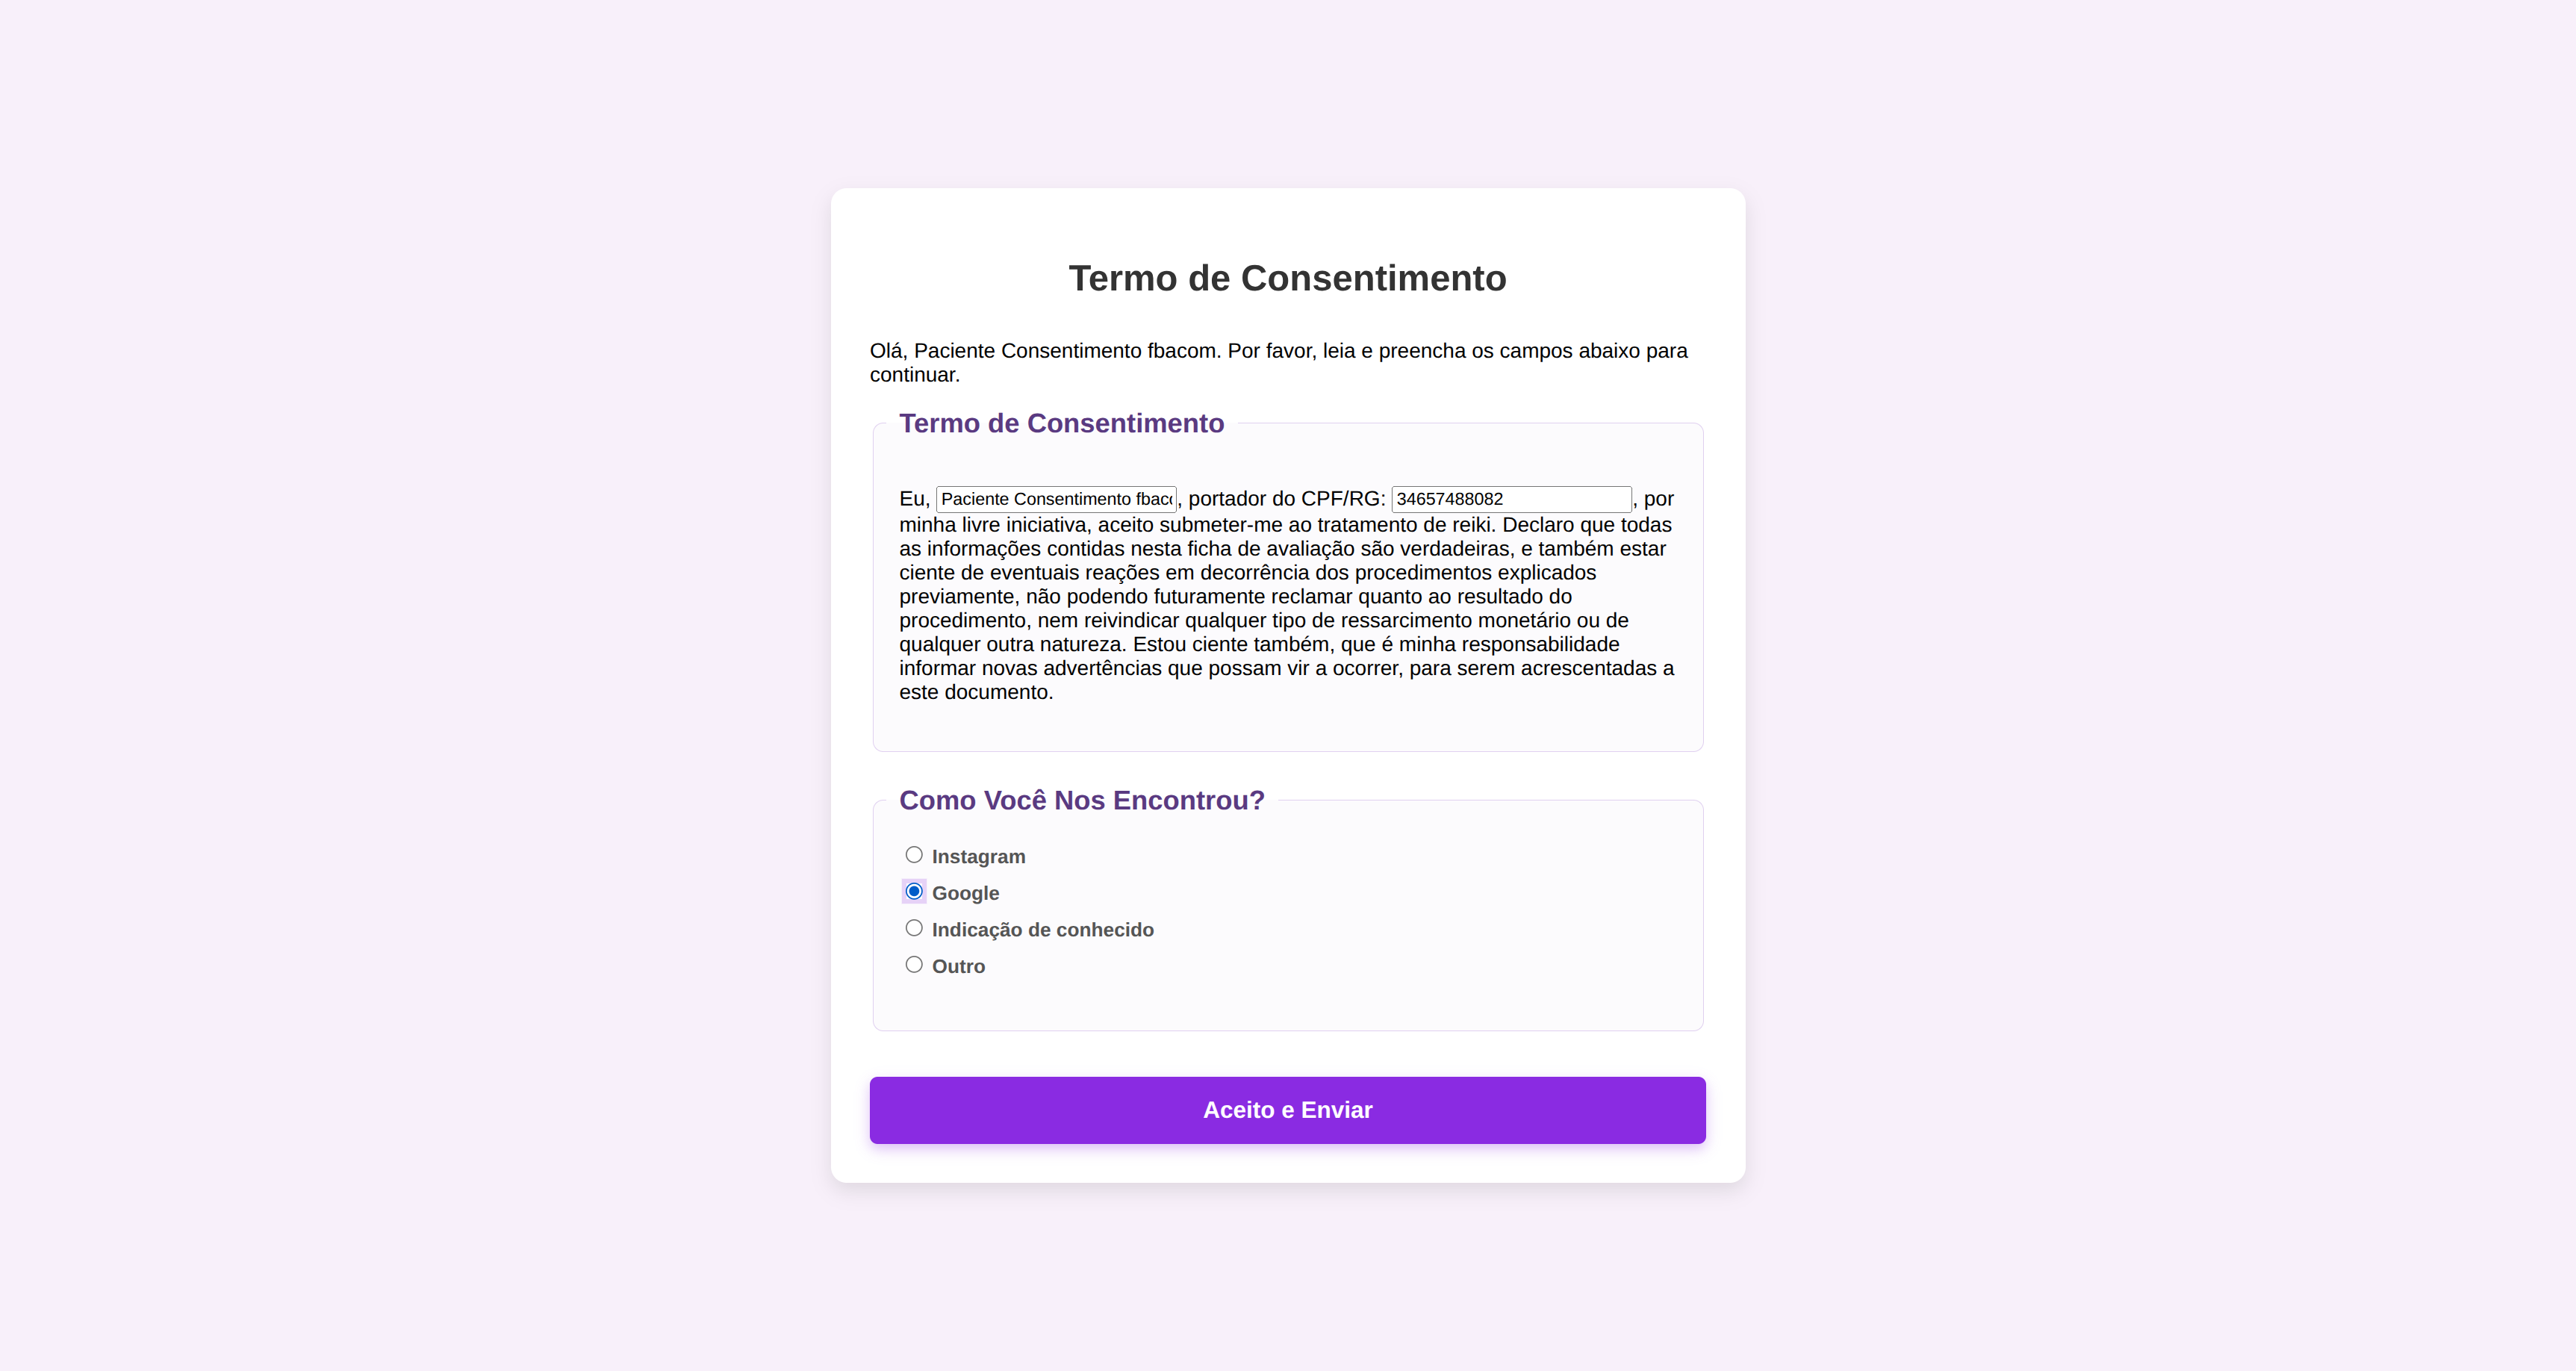 Termo de Consentimento
Olá, Paciente Consentimento fbacom. Por favor, leia e preencha os campos abaixo para
continuar.
Termo de Consentimento
Eu, Paciente Consentimento fbac, portador do CPF/RG: 34657488082, por
minha livre iniciativa, aceito submeter-me ao tratamento de reiki. Declaro que todas
as informações contidas nesta ficha de avaliação são verdadeiras, e também estar
ciente de eventuais reações em decorrência dos procedimentos explicados
previamente, não podendo futuramente reclamar quanto ao resultado do
procedimento, nem reivindicar qualquer tipo de ressarcimento monetário ou de
qualquer outra natureza. Estou ciente também, que é minha responsabilidade
informar novas advertências que possam vir a ocorrer, para serem acrescentadas a
este documento.
Como Você Nos Encontrou?
Instagram
Google
Indicação de conhecido
Outro
Aceito e Enviar